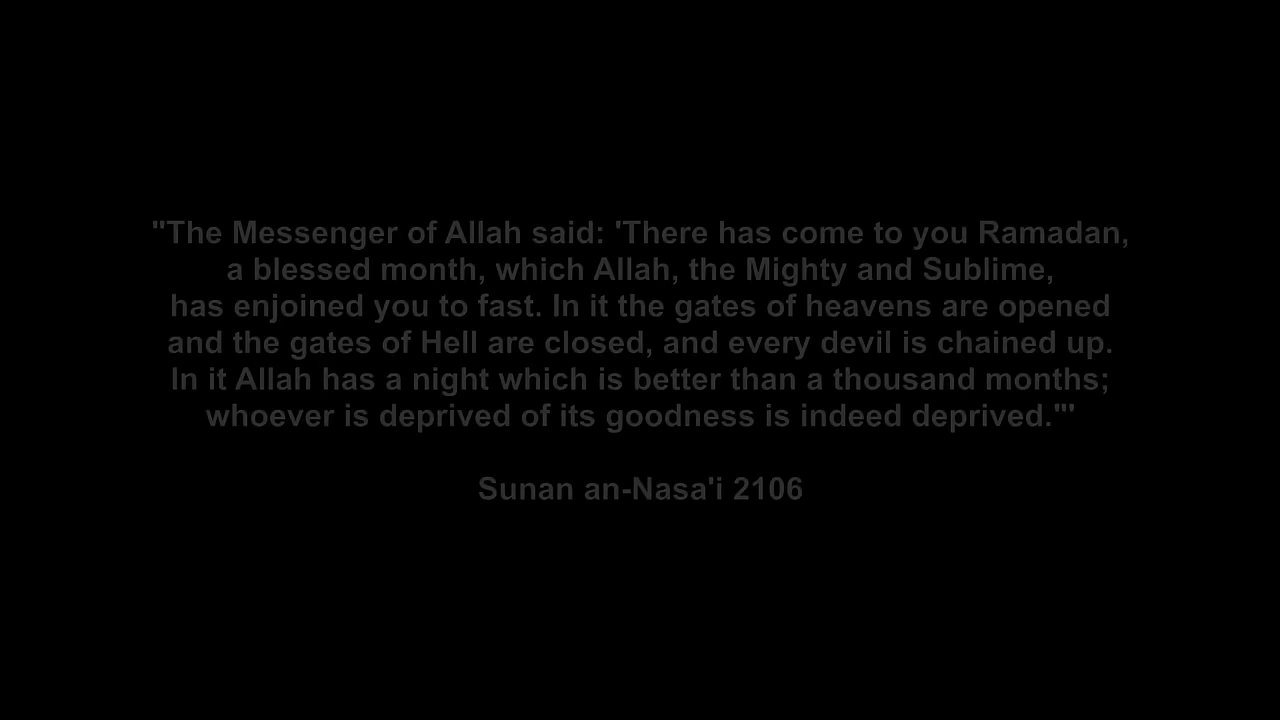 "The Messenger of Allah said: 'There has come to you Ramadan,
a blessed month, which Allah, the Mighty and Sublime,
has enjoined you to fast. In it the gates of heavens are opened
and the gates of Hell are closed, and every devil is chained up.
In it Allah has a night which is better than a thousand months;
whoever is deprived of its goodness is indeed deprived."'
Sunan an-Nasa'i 2106